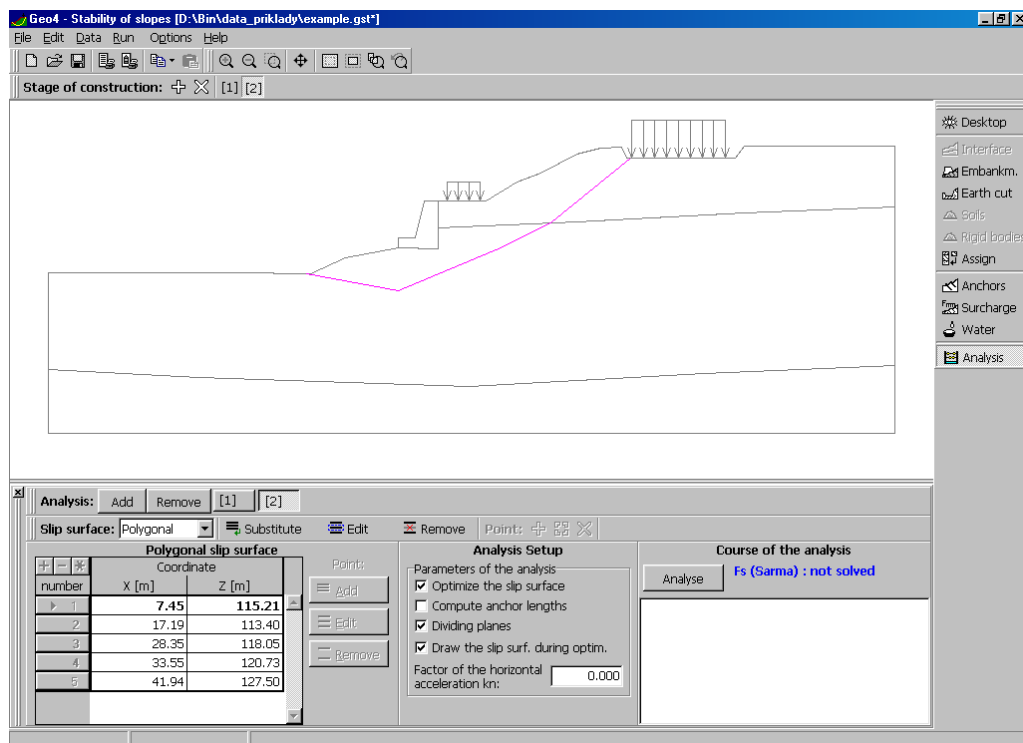 Geo4 - Stability of slopes [D:\Bin\data_priklady\example.gst*]
File Edit Data Run Options Help
Stage of construction: [1] [2]
Desktop
Interface
Embankm.
Earth cut
Soils
Rigid bodies
Assign
Anchors
Surcharge
Water
Analysis
Analysis: Add Remove [1] [2]
Slip surface: Polygonal Substitute Edit Remove Point:
Polygonal slip surface
Coordinate
number X [m] Z [m]
1 7.45 115.21
2 17.19 113.40
3 28.35 118.05
4 33.55 120.73
5 41.94 127.50
Point:
Add
Edit
Remove
Analysis Setup
Parameters of the analysis
Optimize the slip surface
Compute anchor lengths
Dividing planes
Draw the slip surf. during optim.
Factor of the horizontal
acceleration kn: 0.000
Course of the analysis
Analyse Fs (Sarma) : not solved